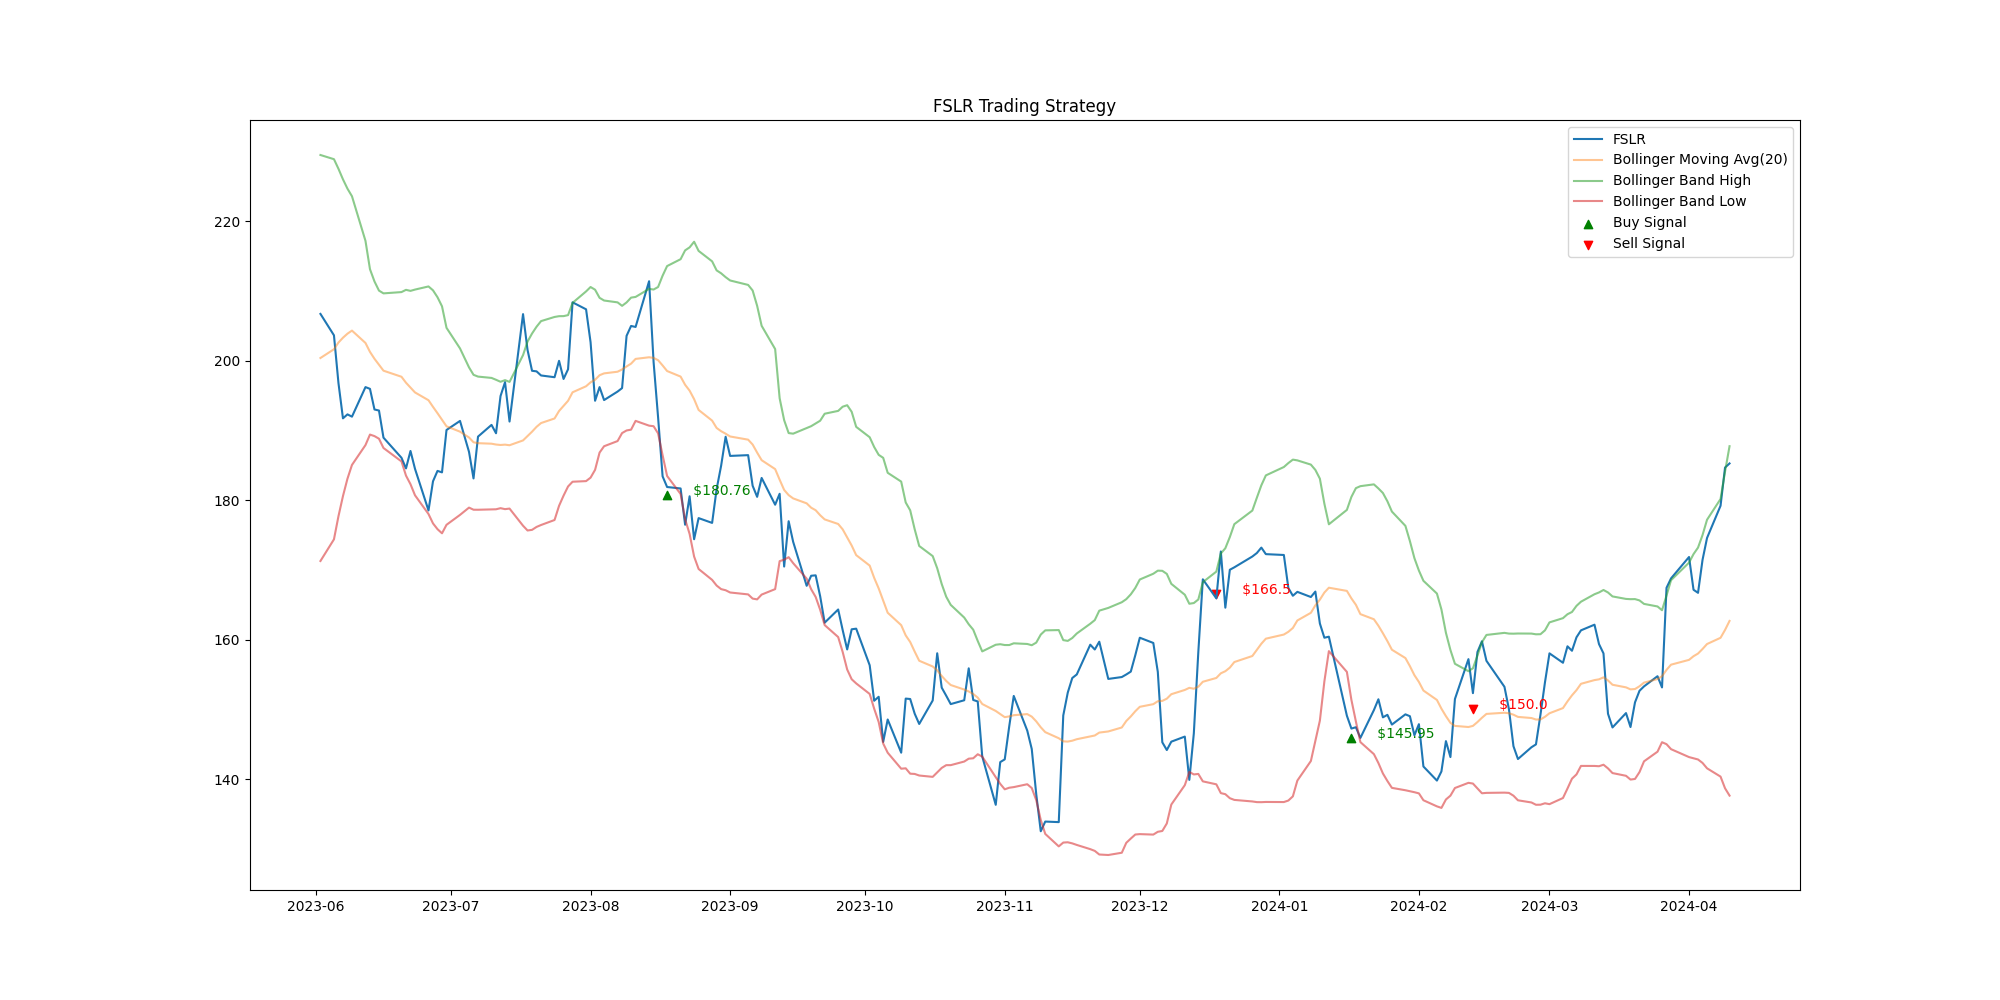 FSLR Trading Strategy
FSLR
Bollinger Moving Avg(20)
Bollinger Band High
Bollinger Band Low
Buy Signal
Sell Signal
220
200
180
160
140
$180.76
$166.5
$150.0
$145.95
2023-06
2023-07
2023-08
2023-09
2023-10
2023-11
2023-12
2024-01
2024-02
2024-03
2024-04